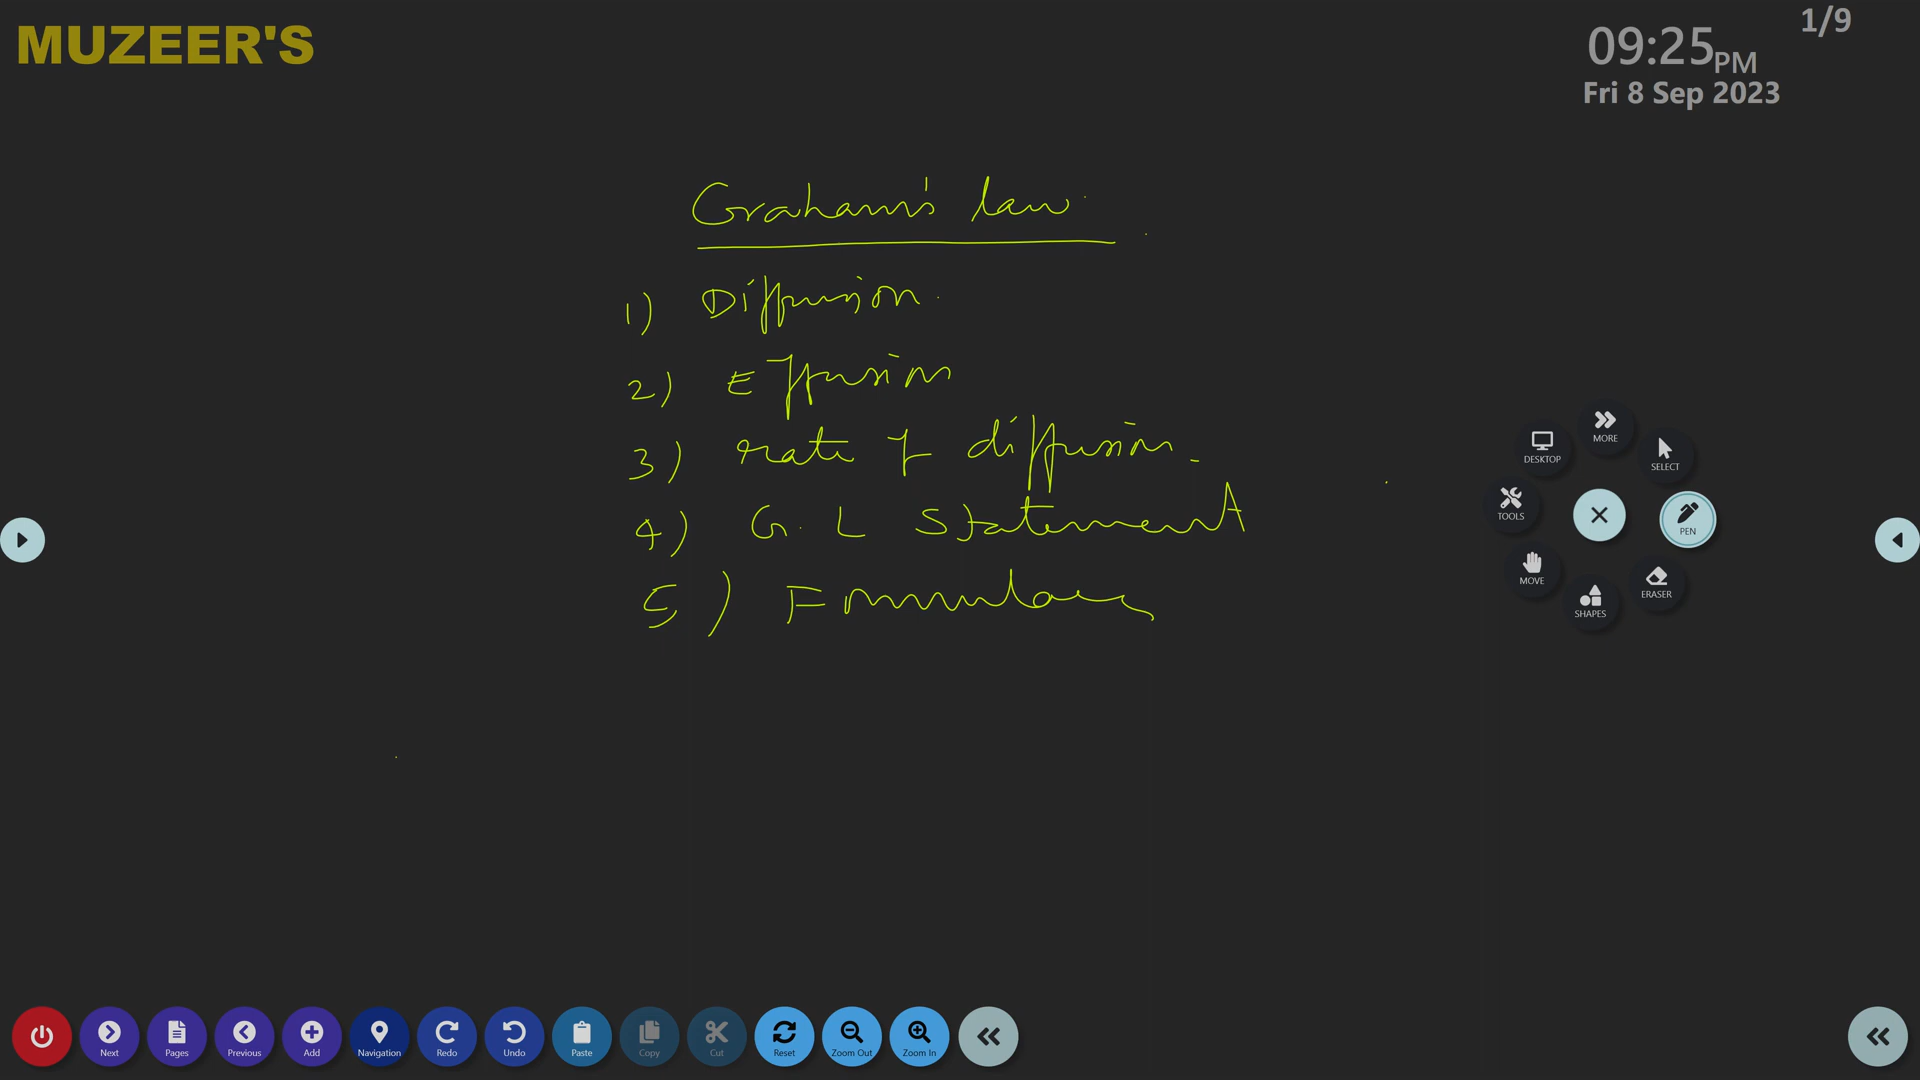 MUZEER'S
1/9
09:25PM
Fri 8 Sep 2023
Graham's law.
1) Diffusion.
2) Effusion
3) rate of diffusion.
4) G.L Statement
5) Formulae
MORE
DESKTOP
SELECT
TOOLS
PEN
MOVE
ERASER
SHAPES
Next
Pages
Previous
Add
Navigation
Redo
Undo
Paste
Copy
Cut
Reset
Zoom Out
Zoom In